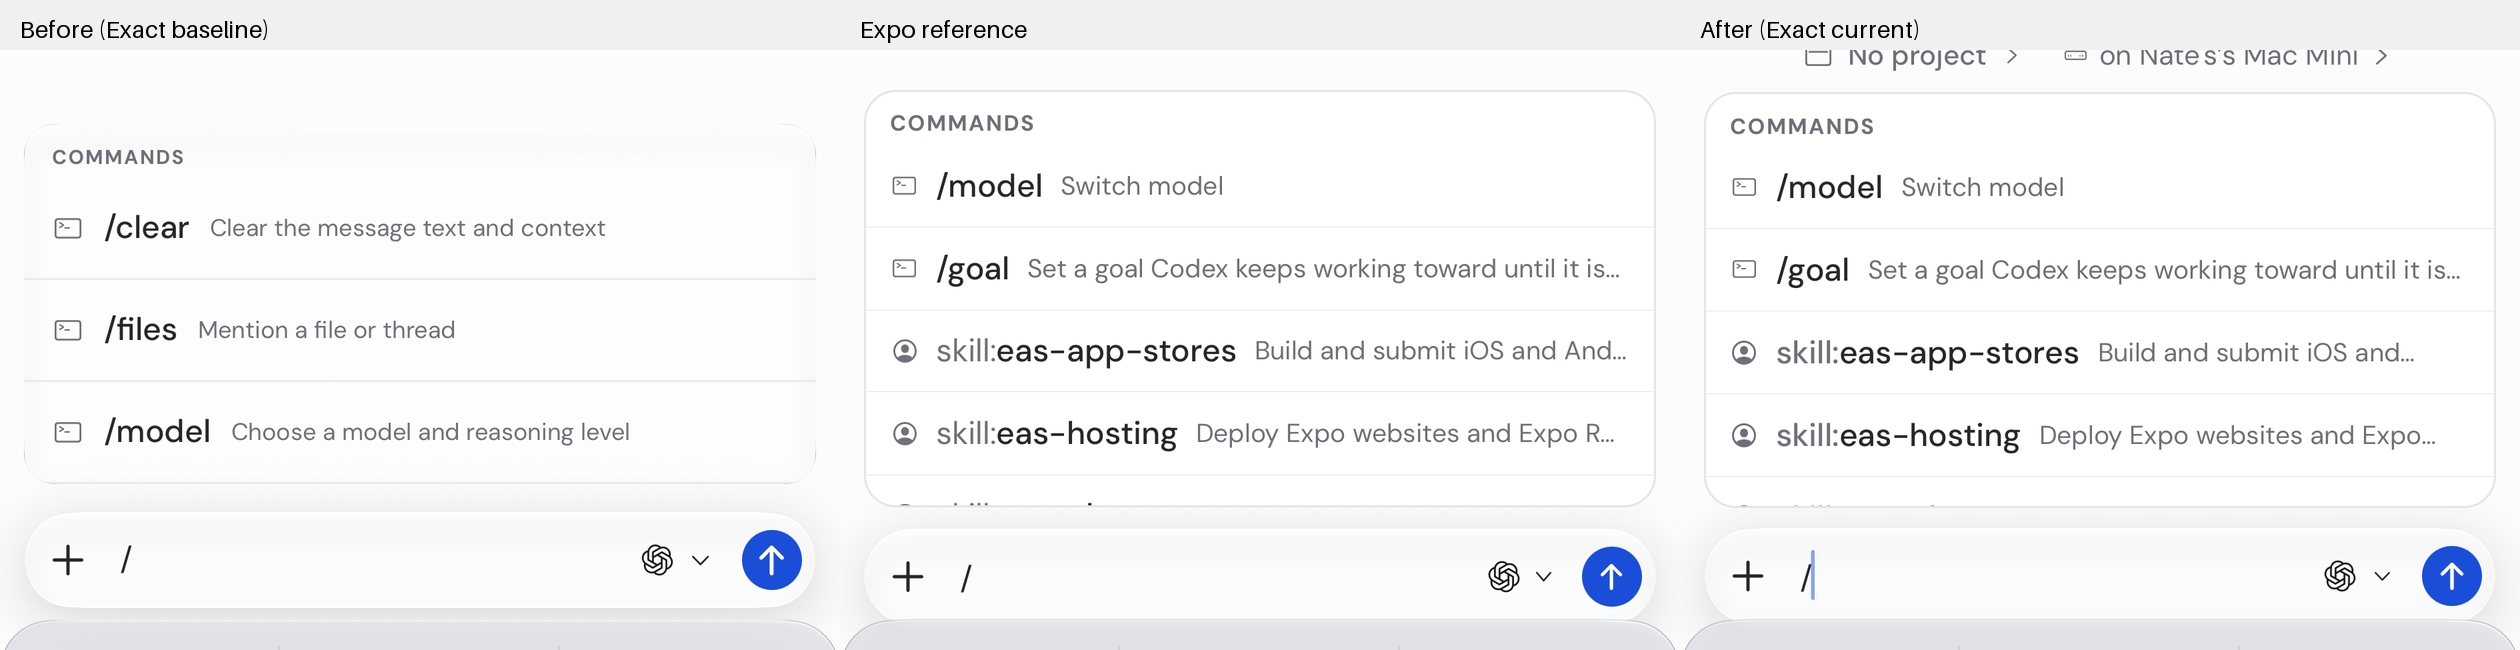 Before (Exact baseline)
COMMANDS
/clear Clear the message text and context
/files Mention a file or thread
/model Choose a model and reasoning level
/
Expo reference
COMMANDS
/model Switch model
/goal Set a goal Codex keeps working toward until it is...
skill:eas-app-stores Build and submit iOS and And...
skill:eas-hosting Deploy Expo websites and Expo R...
/
After (Exact current)
No project > on Nate's's Mac Mini >
COMMANDS
/model Switch model
/goal Set a goal Codex keeps working toward until it is...
skill:eas-app-stores Build and submit iOS and...
skill:eas-hosting Deploy Expo websites and Expo...
/